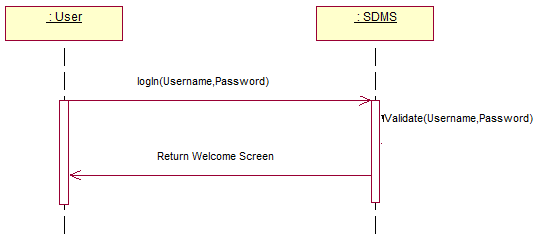 : User
: SDMS
logIn(Username,Password)
Validate(Username,Password)
Return Welcome Screen